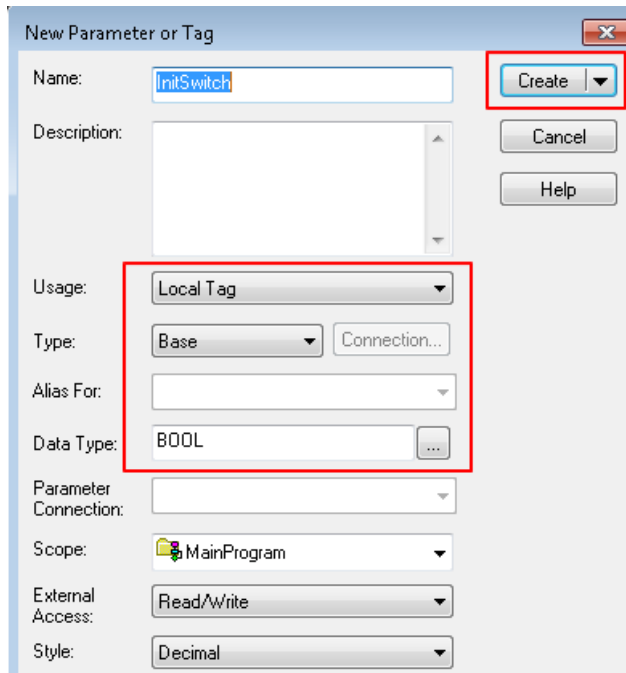 New Parameter or Tag
Name: InitSwitch Create
Description: Cancel
Help
Usage: Local Tag
Type: Base Connection...
Alias For:
Data Type: BOOL ...
Parameter
Connection:
Scope: MainProgram
External
Access: Read/Write
Style: Decimal